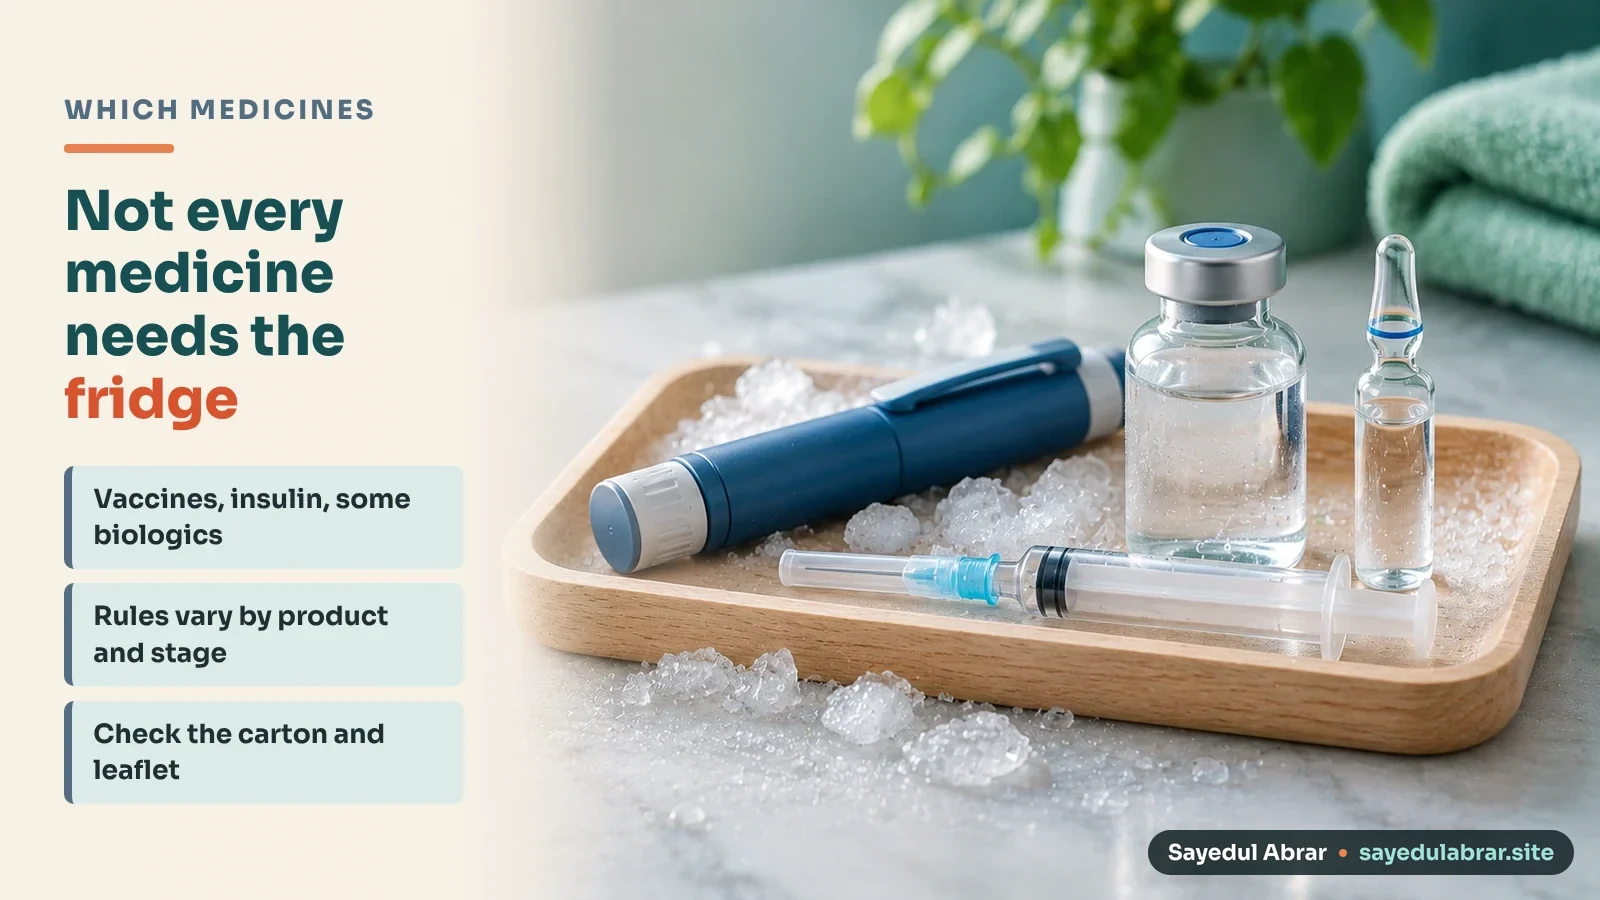 WHICH MEDICINES
Not every
medicine
needs the
fridge
Vaccines, insulin, some
biologics
Rules vary by product
and stage
Check the carton and
leaflet
Sayedul Abrar • sayedulabrar.site